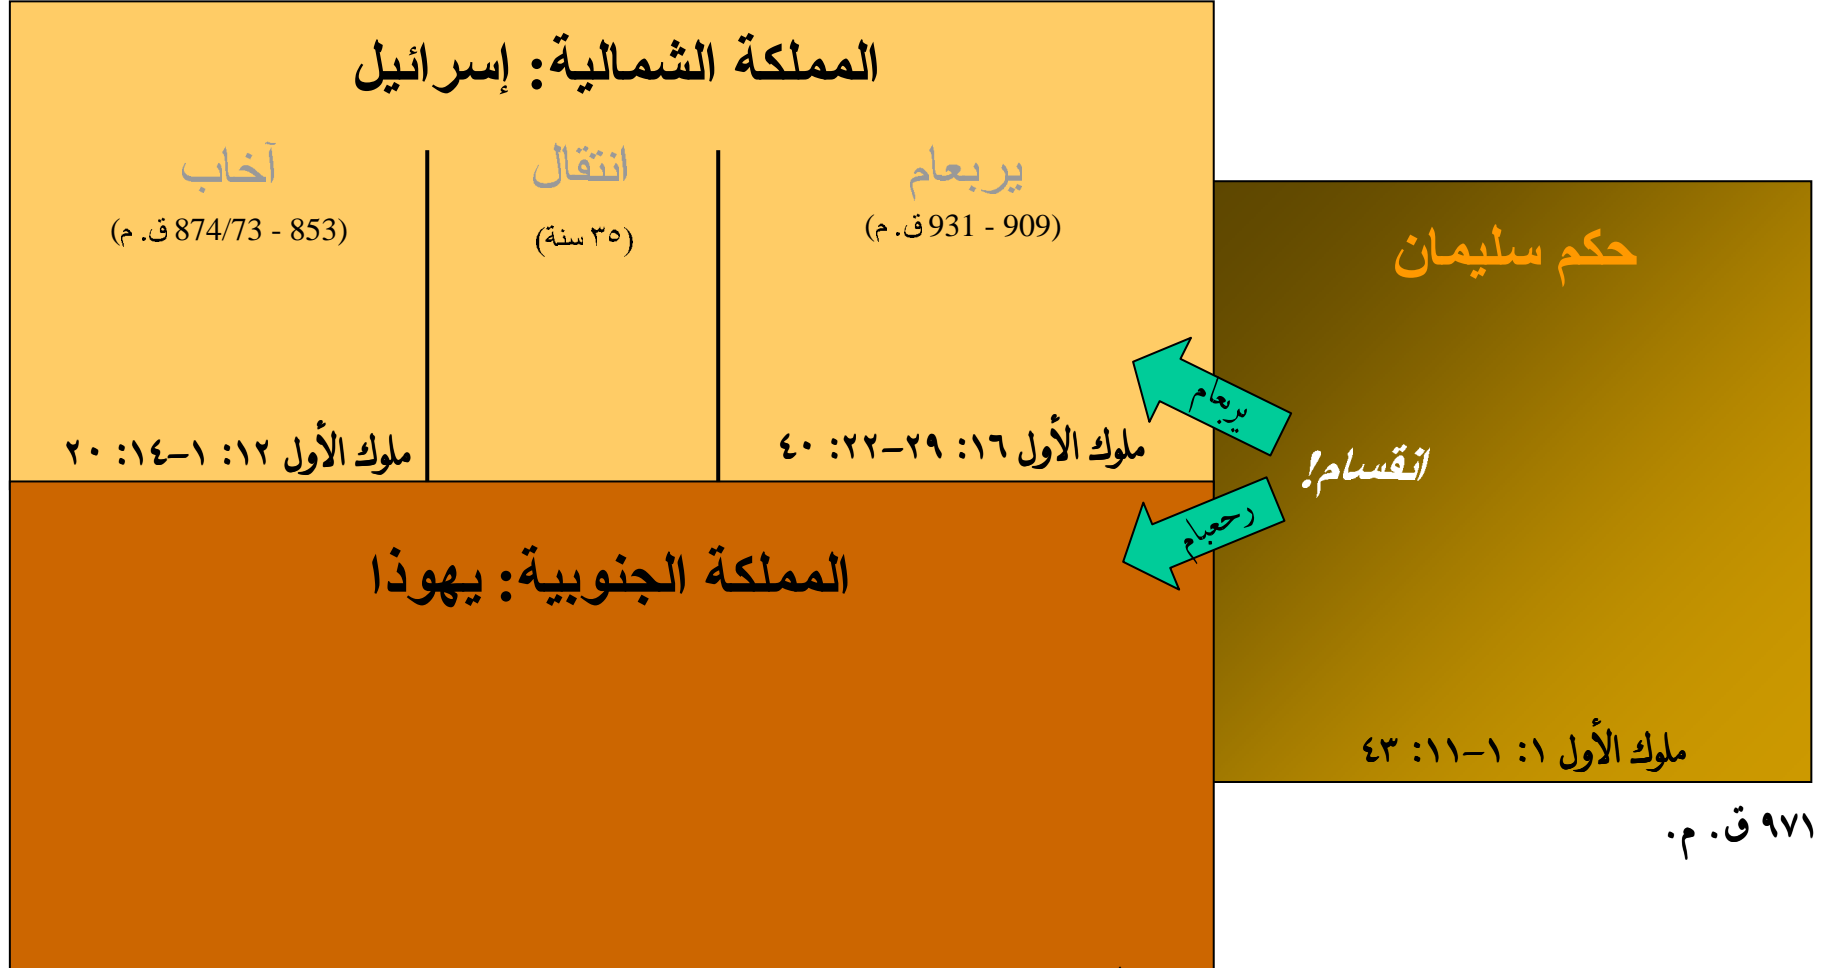 المملكة الشمالية: إسرائيل
يربعام
(931 - 909 ق. م)
انتقال
(٣٥ سنة)
آخاب
(874/73 - 853 ق. م)
ملوك الأول ١٦: ٢٩-٢٢: ٤٠
ملوك الأول ١٢: ١-١٤: ٢٠
حكم سليمان
يربعام
انقسام!
رحعبام
المملكة الجنوبية: يهوذا
ملوك الأول ١: ١-١١: ٤٣
٩٧١ ق. م.